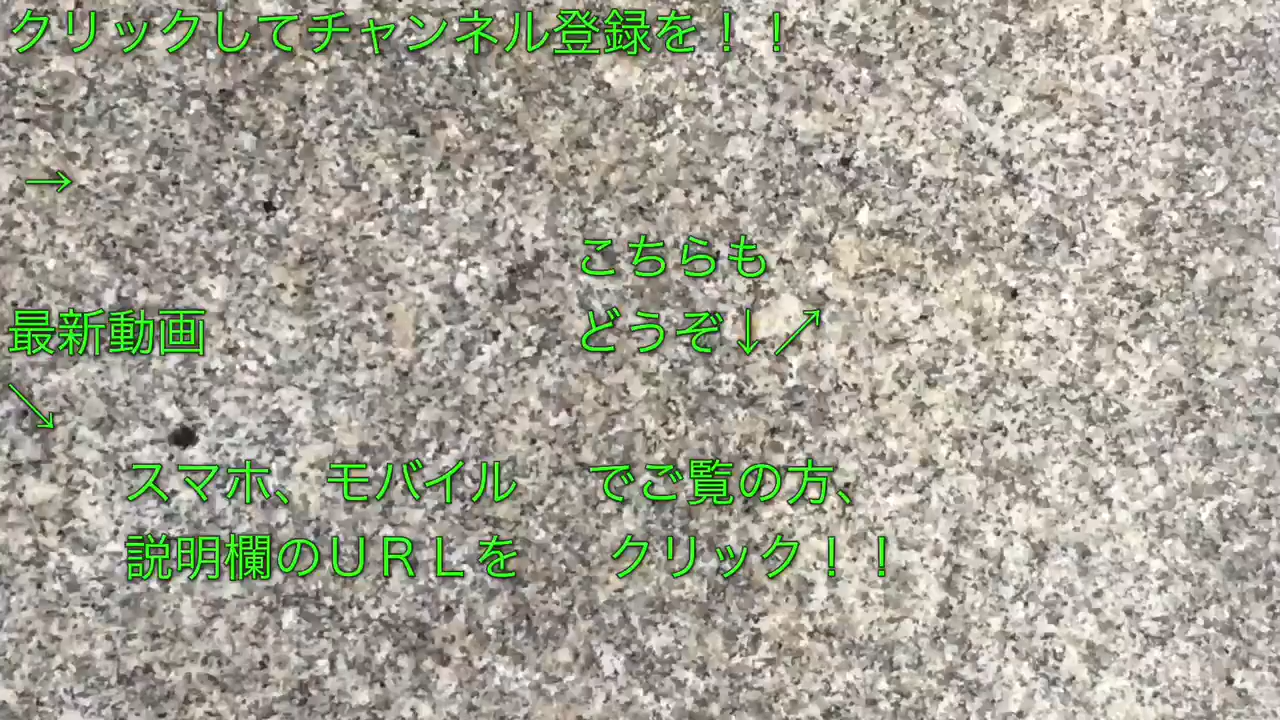 クリックしてチャンネル登録を！！
→
こちらも
どうぞ↓↗
最新動画
↘
スマホ、モバイル　でご覧の方、
説明欄のＵＲＬを　クリック！！